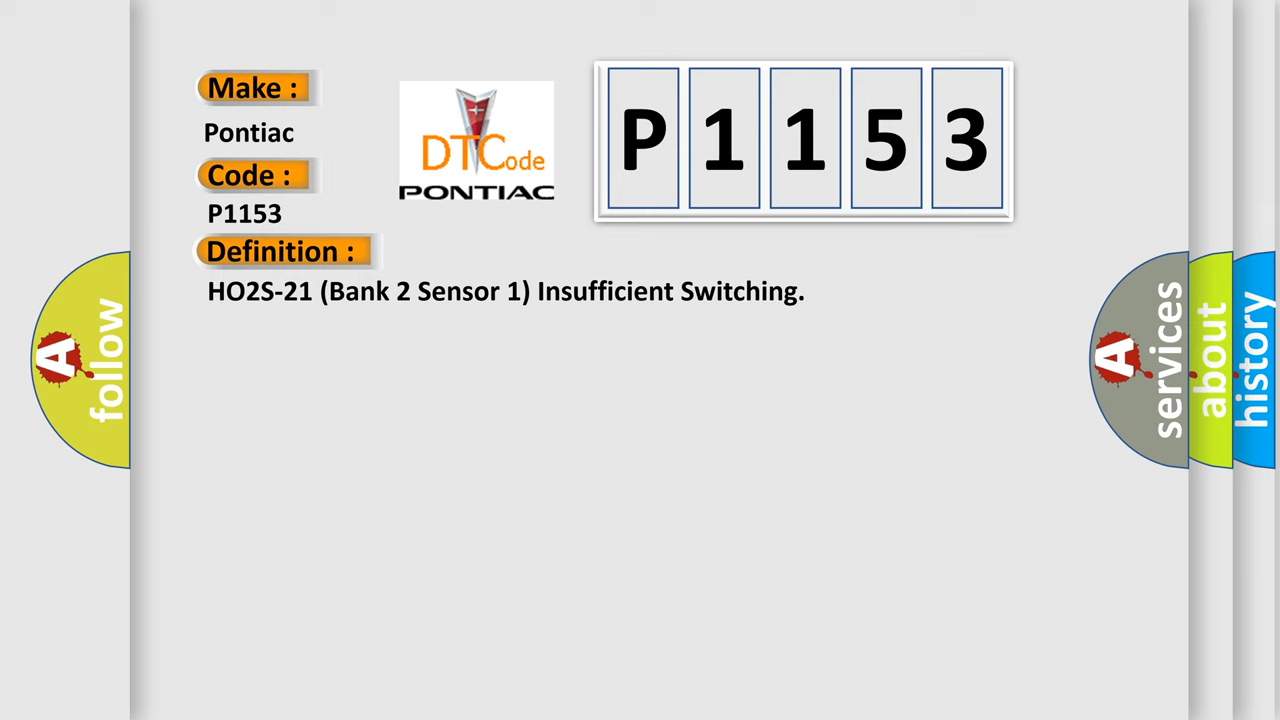 Make :
Pontiac
Code :
P1153
Definition :
HO2S-21 (Bank 2 Sensor 1) Insufficient Switching.
DTCode
PONTIAC
P 1 1 5 3
A follow
A services
about
history